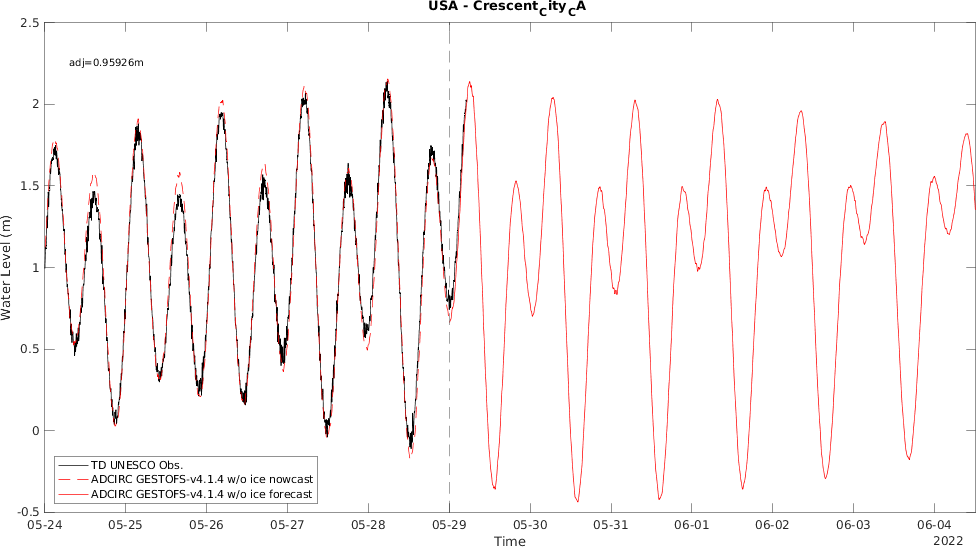 USA - Crescent_City_CA
2.5
adj=0.95926m
2
1.5
1
0.5
0
-0.5
Water Level (m)
TD UNESCO Obs.
ADCIRC GESTOFS-v4.1.4 w/o ice nowcast
ADCIRC GESTOFS-v4.1.4 w/o ice forecast
05-24 05-25 05-26 05-27 05-28 05-29 05-30 05-31 06-01 06-02 06-03 06-04
Time
2022